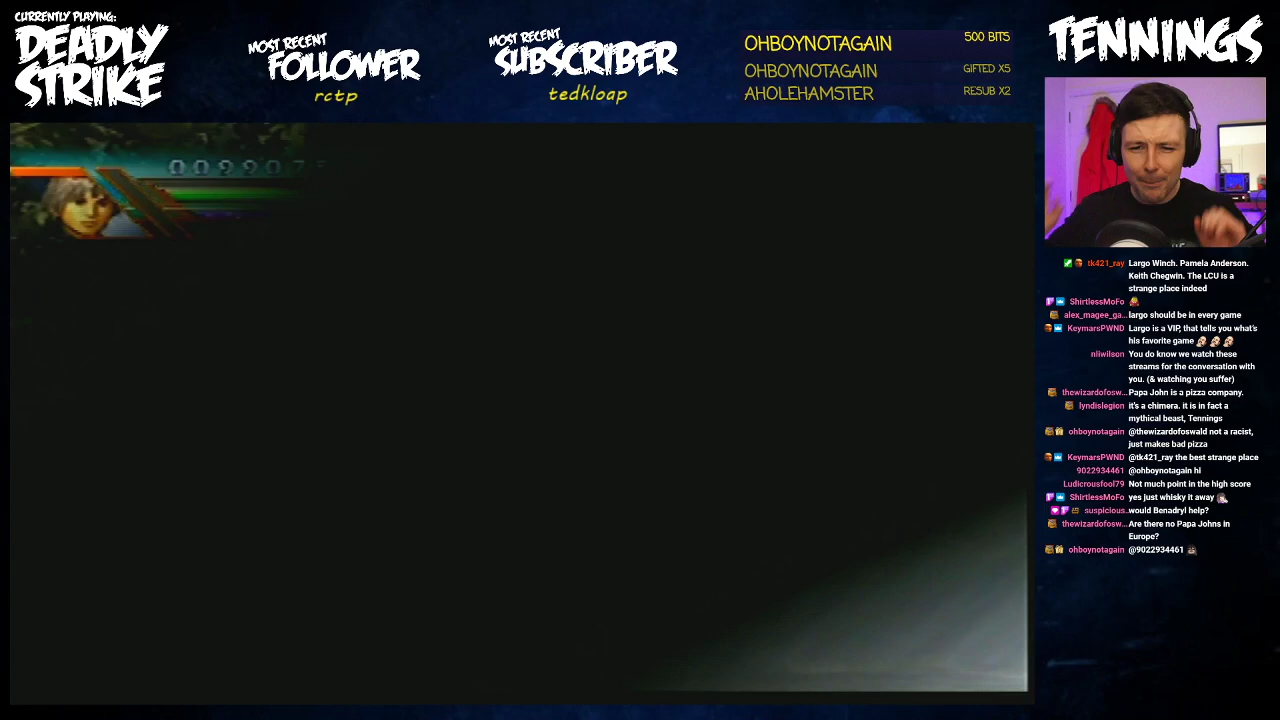 CURRENTLY PLAYING:
DEADLY
STRIKE
MOST RECENT
FOLLOWER
rctp
MOST RECENT
SUBSCRIBER
tedkloap
OHBOYNOTAGAIN 500 BITS
OHBOYNOTAGAIN GIFTED X5
AHOLEHAMSTER RESUB X2
TENNINGS
tk421_ray Largo Winch. Pamela Anderson.
Keith Chegwin. The LCU is a
strange place indeed
ShirtlessMoFo
alex_magee_ga... largo should be in every game
KeymarsPWND Largo is a VIP, that tells you what's
his favorite game
nliwilson You do know we watch these
streams for the conversation with
you. (& watching you suffer)
thewizardofosw... Papa John is a pizza company.
lyndislegion it's a chimera. it is in fact a
mythical beast, Tennings
ohboynotagain @thewizardofoswald not a racist,
just makes bad pizza
KeymarsPWND @tk421_ray the best strange place
9022934461 @ohboynotagain hi
Ludicrousfool79 Not much point in the high score
ShirtlessMoFo yes just whisky it away
suspicious... would Benadryl help?
thewizardofosw... Are there no Papa Johns in
Europe?
ohboynotagain @9022934461